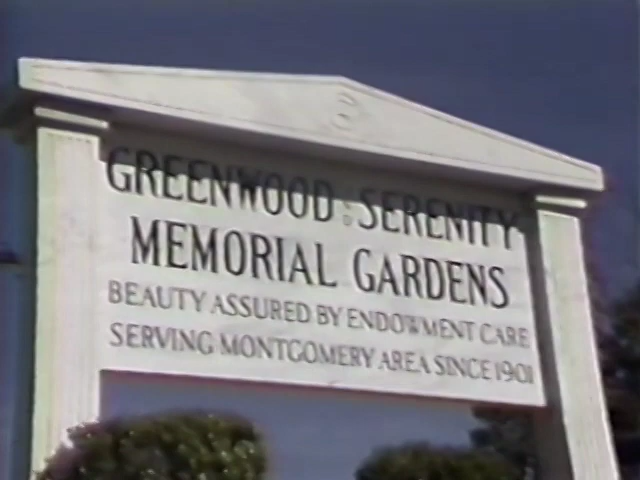 GREENWOOD SERENITY
MEMORIAL GARDENS
BEAUTY ASSURED BY ENDOWMENT CARE
SERVING MONTGOMERY AREA SINCE 1901